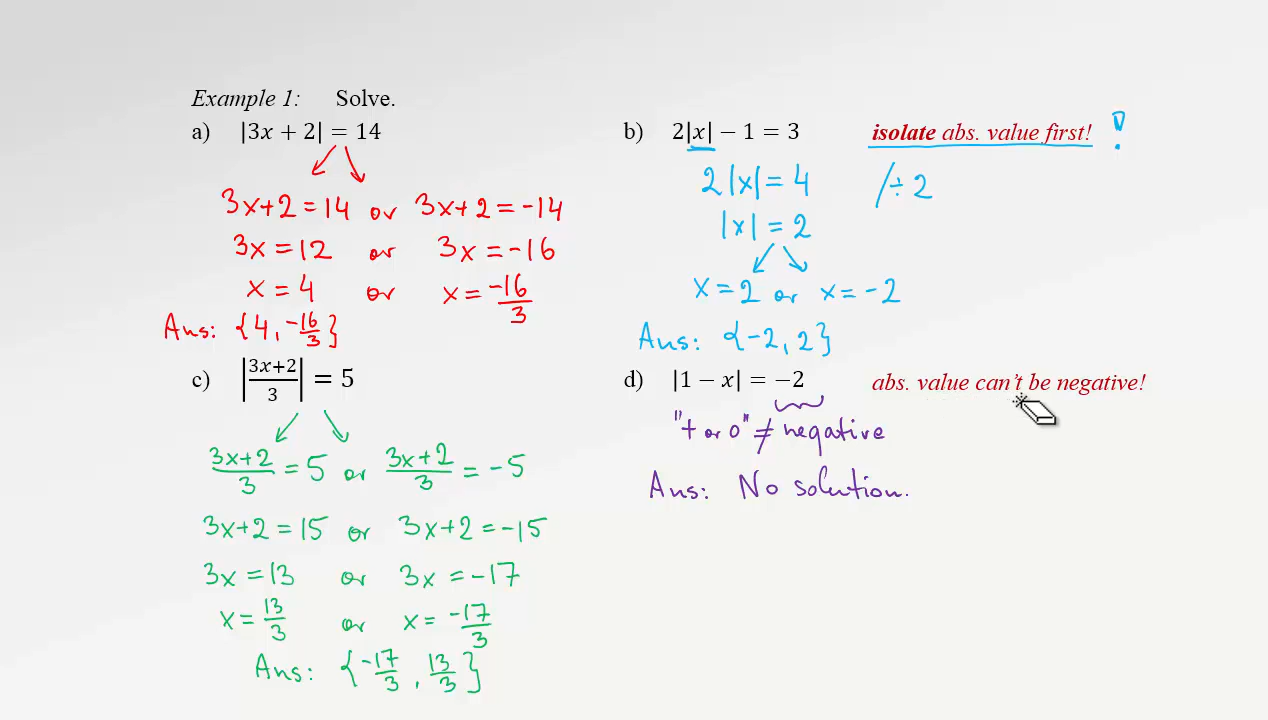 Example 1: Solve.
a) |3x + 2| = 14
3x+2 = 14 or 3x+2 = -14
3x = 12 or 3x = -16
x = 4 or x = -16/3
Ans: {4, -16/3}
b) 2|x| − 1 = 3 isolate abs. value first! !
2|x| = 4 /÷ 2
|x| = 2
x = 2 or x = -2
Ans: {-2, 2}
c) |(3x+2)/3| = 5
(3x+2)/3 = 5 or (3x+2)/3 = -5
3x+2 = 15 or 3x+2 = -15
3x = 13 or 3x = -17
x = 13/3 or x = -17/3
Ans: {-17/3, 13/3}
d) |1 − x| = −2 abs. value can't be negative!
"+ or 0" ≠ negative
Ans: No solution.